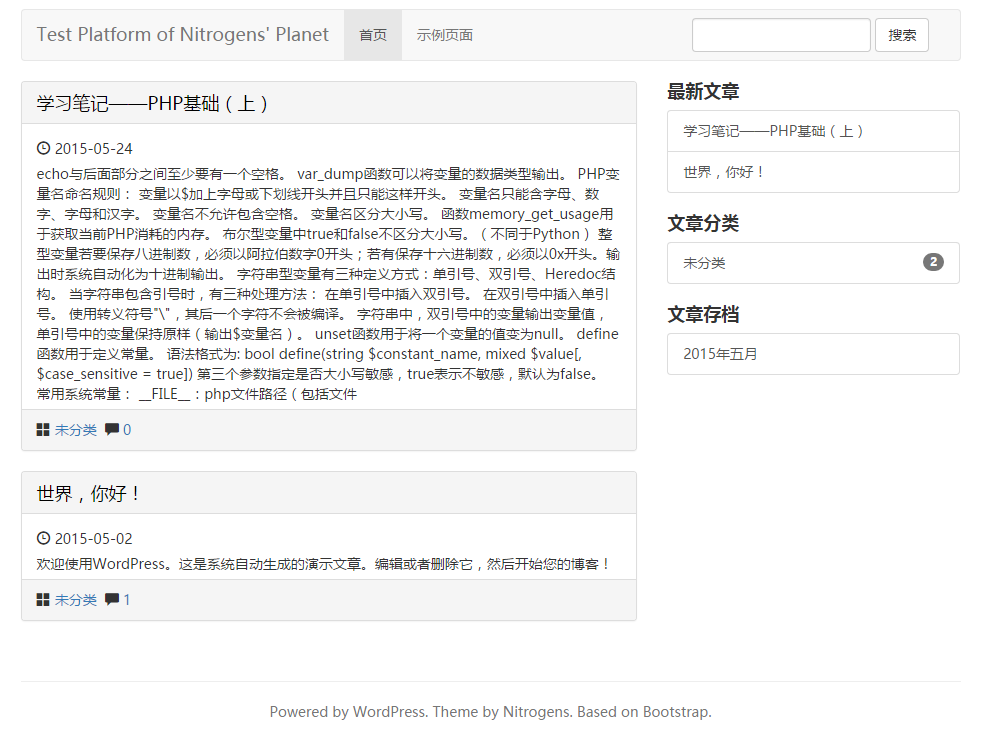 Test Platform of Nitrogens' Planet 首页 示例页面 搜索
学习笔记——PHP基础（上）
2015-05-24
echo与后面部分之间至少要有一个空格。 var_dump函数可以将变量的数据类型输出。 PHP变
量名命名规则： 变量以$加上字母或下划线开头并且只能这样开头。 变量名只能含字母、数
字、字母和汉字。 变量名不允许包含空格。 变量名区分大小写。 函数memory_get_usage用
于获取当前PHP消耗的内存。 布尔型变量中true和false不区分大小写。（不同于Python） 整
型变量若要保存八进制数，必须以阿拉伯数字0开头；若有保存十六进制数，必须以0x开头。输
出时系统自动化为十进制输出。 字符串型变量有三种定义方式：单引号、双引号、Heredoc结
构。 当字符串包含引号时，有三种处理方法： 在单引号中插入双引号。 在双引号中插入单引
号。 使用转义符号"\"，其后一个字符不会被编译。 字符串中，双引号中的变量输出变量值，
单引号中的变量保持原样（输出$变量名）。 unset函数用于将一个变量的值变为null。 define
函数用于定义常量。 语法格式为: bool define(string $constant_name, mixed $value[,
$case_sensitive = true]) 第三个参数指定是否大小写敏感，true表示不敏感，默认为false。
常用系统常量： __FILE__：php文件路径（包括文件
未分类 0
世界，你好！
2015-05-02
欢迎使用WordPress。这是系统自动生成的演示文章。编辑或者删除它，然后开始您的博客！
未分类 1
最新文章
学习笔记——PHP基础（上）
世界，你好！
文章分类
未分类 2
文章存档
2015年五月
Powered by WordPress. Theme by Nitrogens. Based on Bootstrap.